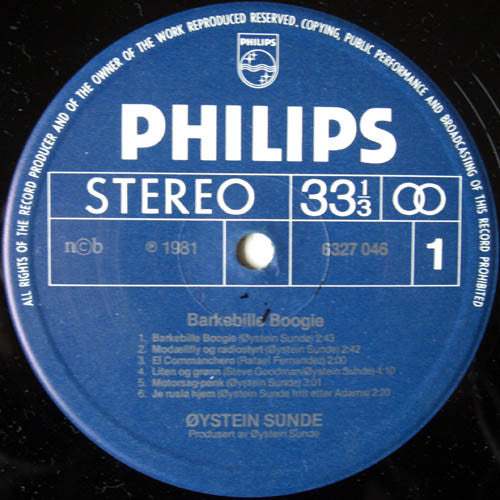 ALL RIGHTS OF THE RECORD PRODUCER AND OF THE OWNER OF THE WORK REPRODUCED RESERVED. COPYING, PUBLIC PERFORMANCE AND BROADCASTING OF THIS RECORD PROHIBITED
PHILIPS
PHILIPS
STEREO 33 1/3
n©b ℗ 1981 6327 046 1
Barkebille Boogie
1. Barkebille Boogie (Øystein Sunde) 2:43
2. Modellfly og radiostyrt (Øystein Sunde) 2:42
3. El Commanchero (Rafael Fernandez) 2:00
4. Liten og grønn (Steve Goodman/Øystein Sunde) 4:10
5. Motorsag-pønk (Øystein Sunde) 3:01
6. Je rusla hjem (Øystein Sunde fritt etter Adams) 2:20
ØYSTEIN SUNDE
Produsert av Øystein Sunde